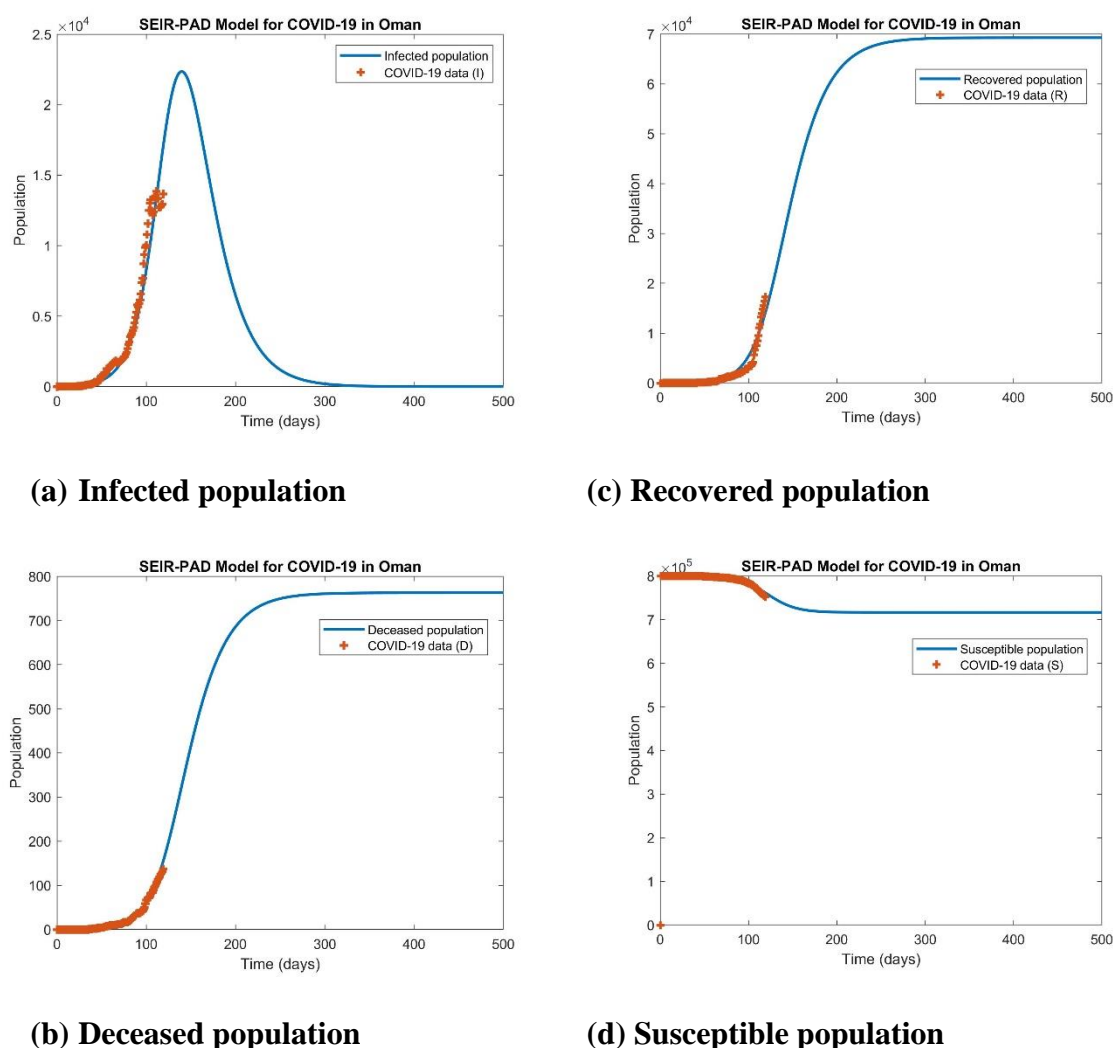 SEIR-PAD Model for COVID-19 in Oman
×10^4
2.5
2
1.5
1
0.5
0
Population
Infected population
COVID-19 data (I)
0 100 200 300 400 500
Time (days)
(a) Infected population
SEIR-PAD Model for COVID-19 in Oman
×10^4
7
6
5
4
3
2
1
0
Population
Recovered population
COVID-19 data (R)
0 100 200 300 400 500
Time (days)
(c) Recovered population
SEIR-PAD Model for COVID-19 in Oman
800
700
600
500
400
300
200
100
0
Population
Deceased population
COVID-19 data (D)
0 100 200 300 400 500
Time (days)
(b) Deceased population
SEIR-PAD Model for COVID-19 in Oman
×10^5
8
7
6
5
4
3
2
1
0
Population
Susceptible population
COVID-19 data (S)
0 100 200 300 400 500
Time (days)
(d) Susceptible population